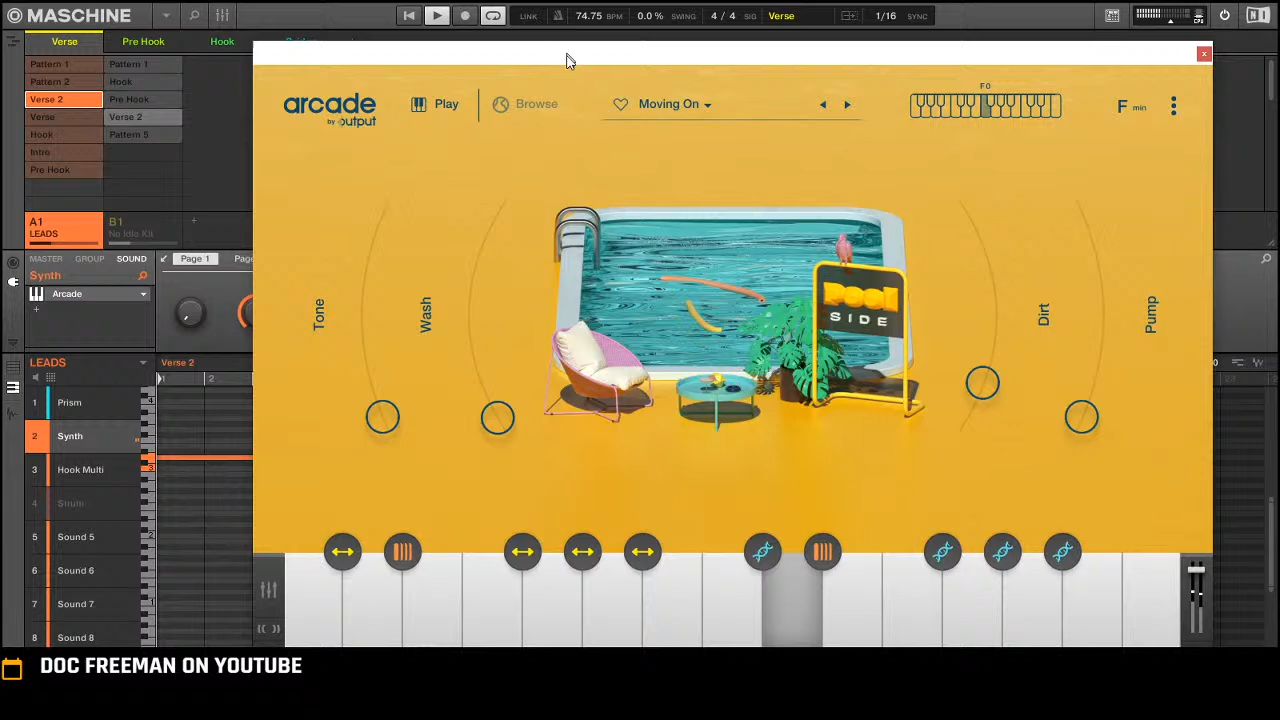 MASCHINE
LINK 74.75 BPM 0.0 % SWING 4 / 4 SIG Verse 1/16 SYNC
Verse Pre Hook Hook
Pattern 1 Pattern 1
Pattern 2 Hook
Verse 2 Pre Hook
Verse Verse 2
Hook Pattern 5
Intro
Pre Hook
A1 B1
LEADS No Idle Kit
MASTER GROUP SOUND Page 1
Synth
Arcade
LEADS Verse 2
1 2
1 Prism
2 Synth
3 Hook Multi
4
5 Sound 5
6 Sound 6
7 Sound 7
8 Sound 8
arcade
by output
Play Browse Moving On F0 F min
Tone Wash Dirt Pump
pool
SIDE
DOC FREEMAN ON YOUTUBE